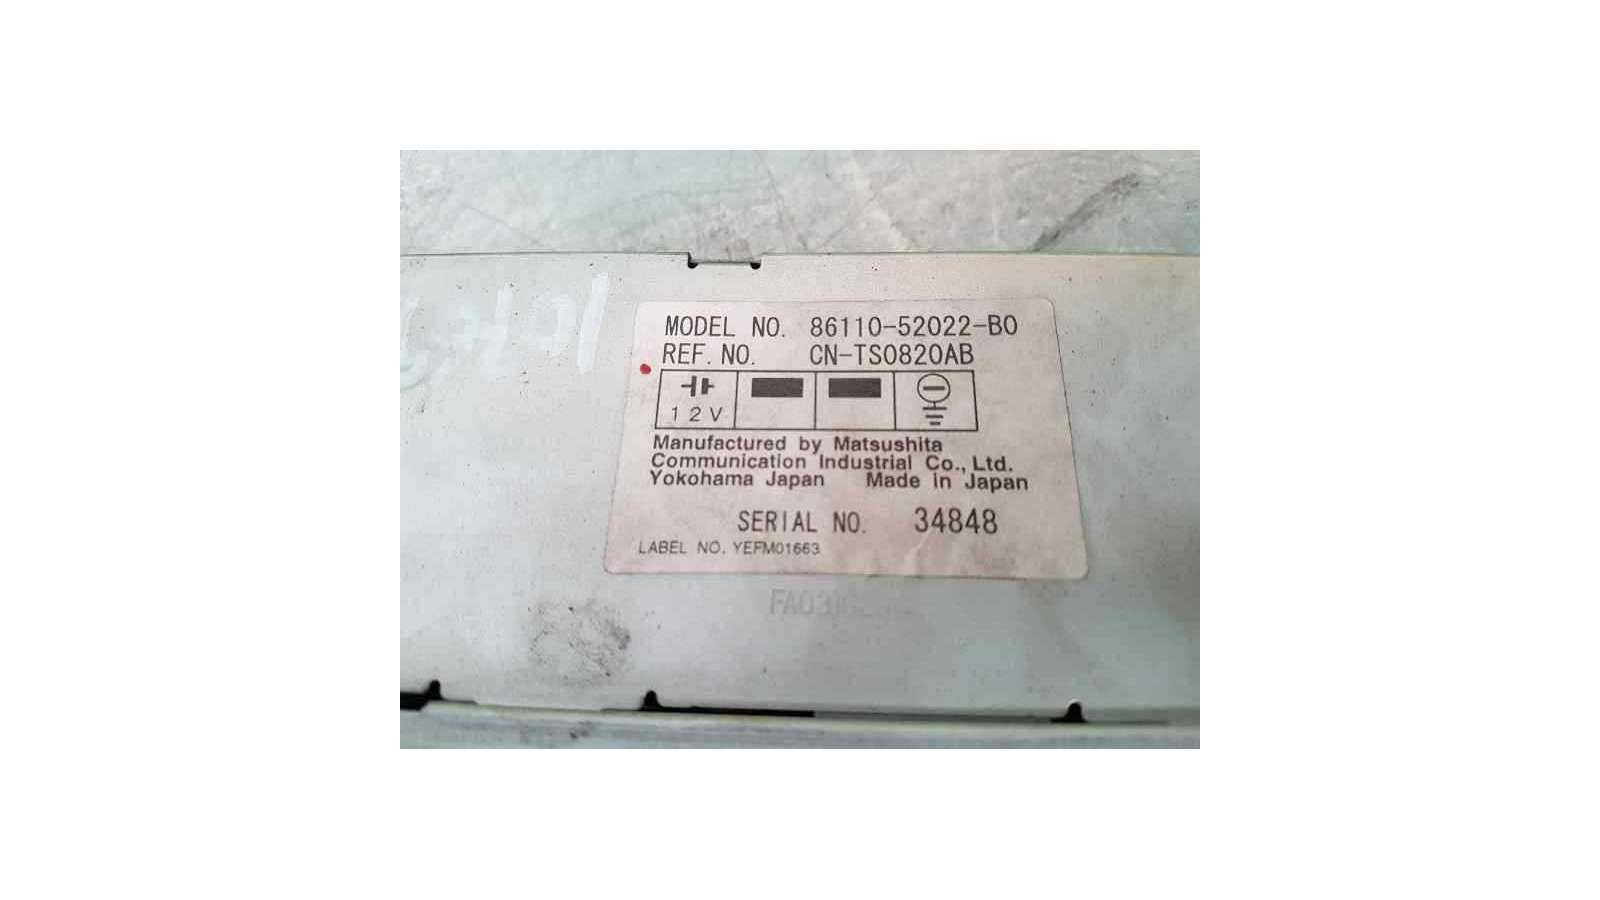 MODEL NO. 86110-52022-B0
REF. NO. CN-TS0820AB
12V
Manufactured by Matsushita
Communication Industrial Co., Ltd.
Yokohama Japan Made in Japan
SERIAL NO. 34848
LABEL NO. YEFM01663